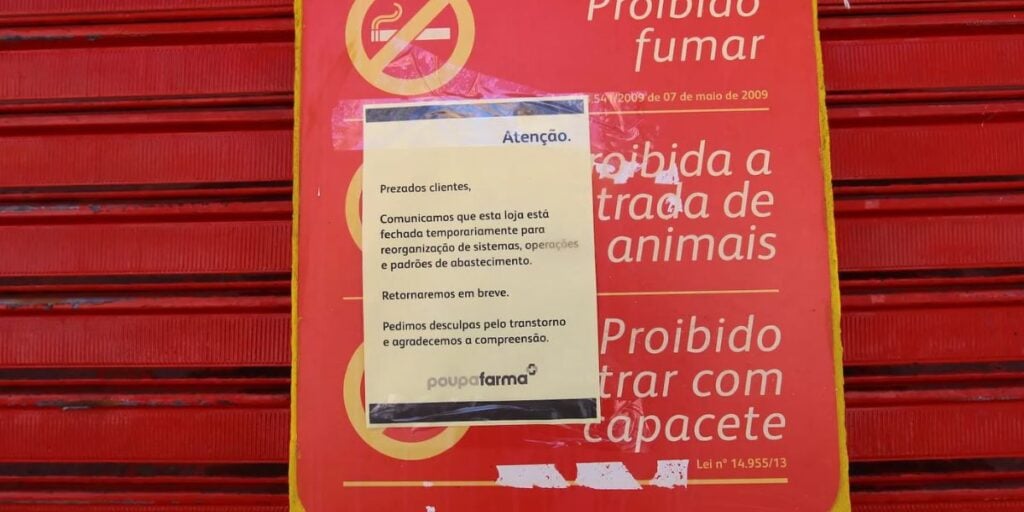 Proibido
fumar
541/2009 de 07 de maio de 2009
Atenção.
Prezados clientes,
Comunicamos que esta loja está
fechada temporariamente para
reorganização de sistemas, operações
e padrões de abastecimento.
Retornaremos em breve.
Pedimos desculpas pelo transtorno
e agradecemos a compreensão.
poupafarma
roibida a
trada de
animais
Proibido
trar com
capacete
Lei nº 14.955/13